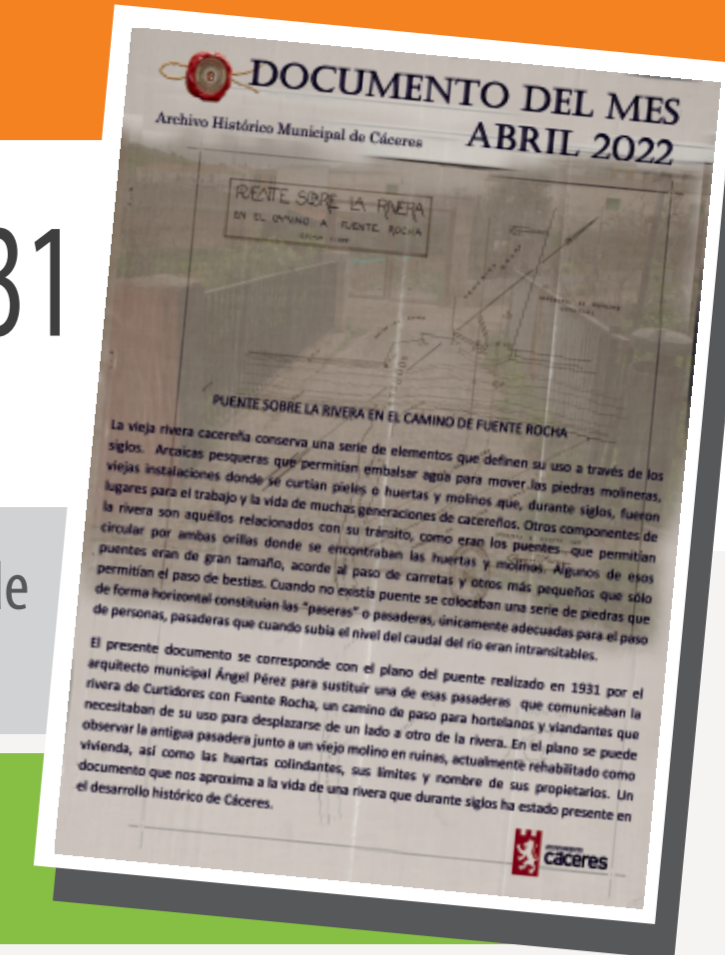 DOCUMENTO DEL MES
Archivo Histórico Municipal de Cáceres
ABRIL 2022
31
PUENTE SOBRE LA RIVERA
EN EL CAMINO A FUENTE ROCHA
PUENTE SOBRE LA RIVERA EN EL CAMINO DE FUENTE ROCHA
La vieja rivera cacereña conserva una serie de elementos que definen su uso a través de los
siglos. Arcaicas pesqueras que permitían embalsar agua para mover las piedras molineras,
viejas instalaciones donde se curtían pieles o huertas y molinos que, durante siglos, fueron
lugares para el trabajo y la vida de muchas generaciones de cacereños. Otros componentes de
la rivera son aquéllos relacionados con su tránsito, como eran los puentes que permitían
circular por ambas orillas donde se encontraban las huertas y molinos. Algunos de esos
puentes eran de gran tamaño, acorde al paso de carretas y otros más pequeños que sólo
permitían el paso de bestias. Cuando no existía puente se colocaban una serie de piedras que
de forma horizontal constituían las "paseras" o pasaderas, únicamente adecuadas para el paso
de personas, pasaderas que cuando subía el nivel del caudal del río eran intransitables.
El presente documento se corresponde con el plano del puente realizado en 1931 por el
arquitecto municipal Ángel Pérez para sustituir una de esas pasaderas que comunicaban la
rivera de Curtidores con Fuente Rocha, un camino de paso para hortelanos y viandantes que
necesitaban de su uso para desplazarse de un lado a otro de la rivera. En el plano se puede
observar la antigua pasadera junto a un viejo molino en ruinas, actualmente rehabilitado como
vivienda, así como las huertas colindantes, sus límites y nombre de sus propietarios. Un
documento que nos aproxima a la vida de una rivera que durante siglos ha estado presente en
el desarrollo histórico de Cáceres.
cáceres